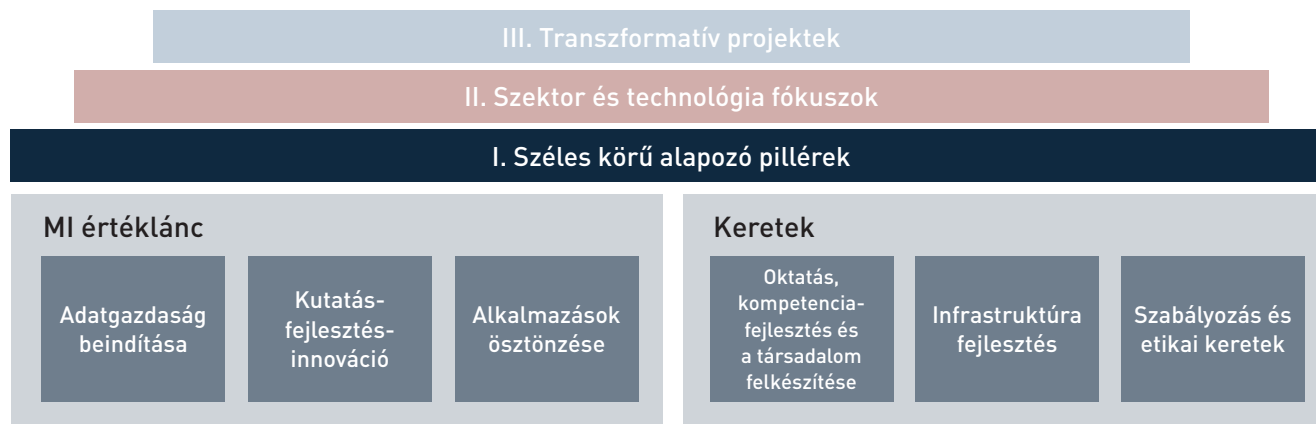 III. Transzformatív projektek
II. Szektor és technológia fókuszok
I. Széles körű alapozó pillérek
MI értéklánc
Adatgazdaság
beindítása
Kutatás-
fejlesztés-
innováció
Alkalmazások
ösztönzése
Keretek
Oktatás,
kompetencia-
fejlesztés és
a társadalom
felkészítése
Infrastruktúra
fejlesztés
Szabályozás és
etikai keretek